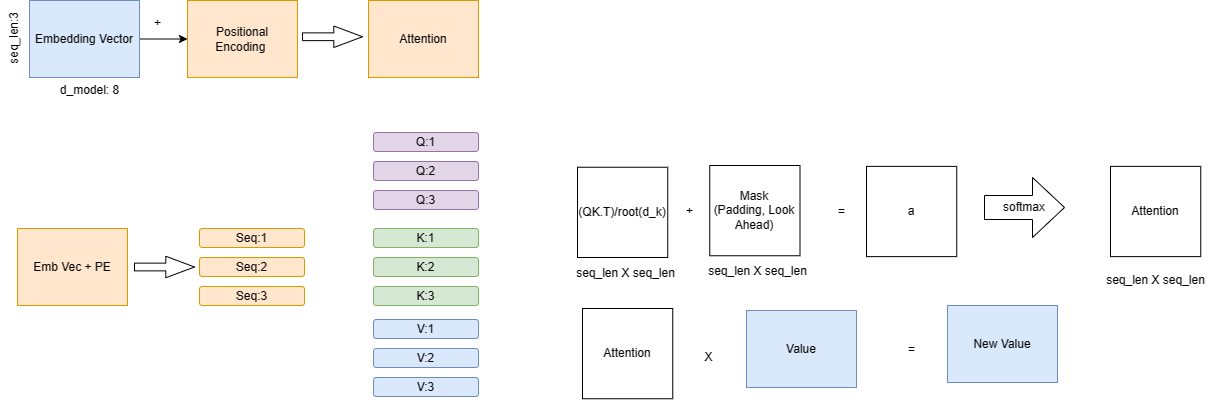 seq_len:3
Embedding Vector
+
Positional
Encoding
Attention
d_model: 8
Emb Vec + PE
Seq:1
Seq:2
Seq:3
Q:1
Q:2
Q:3
K:1
K:2
K:3
V:1
V:2
V:3
(QK.T)/root(d_k)
seq_len X seq_len
+
Mask
(Padding, Look
Ahead)
seq_len X seq_len
=
a
softmax
Attention
seq_len X seq_len
Attention
X
Value
=
New Value